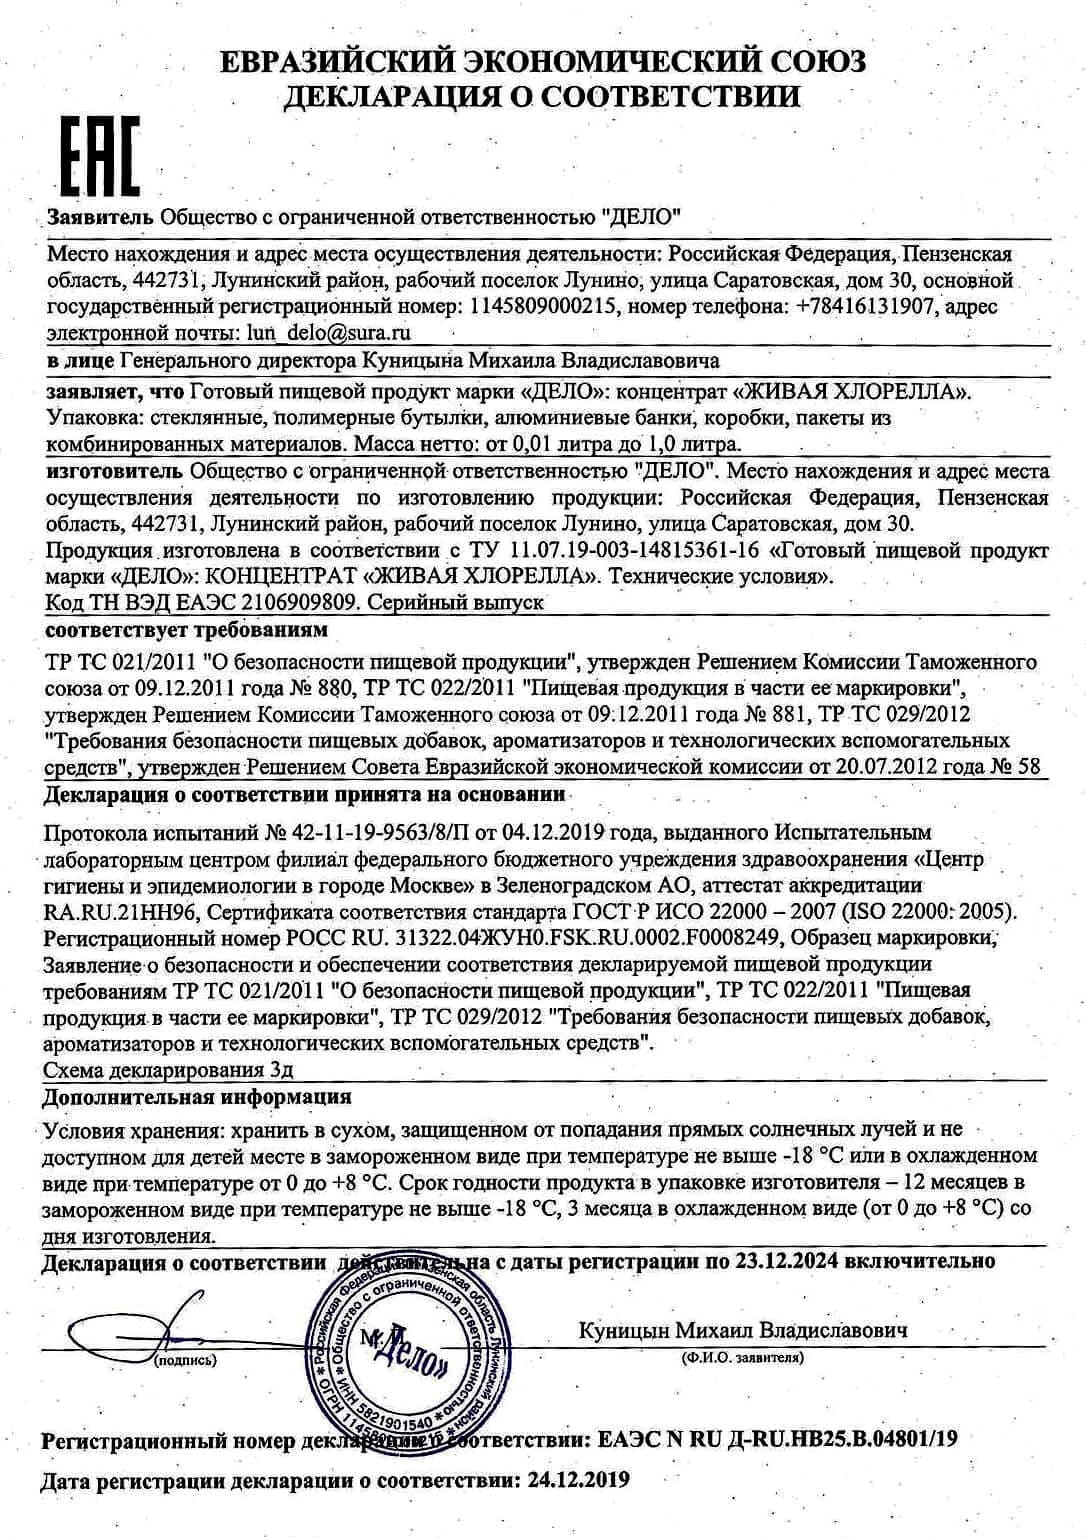 ЕВРАЗИЙСКИЙ ЭКОНОМИЧЕСКИЙ СОЮЗ
ДЕКЛАРАЦИЯ О СООТВЕТСТВИИ
ЕАС
Заявитель Общество с ограниченной ответственностью "ДЕЛО"
Место нахождения и адрес места осуществления деятельности: Российская Федерация, Пензенская
область, 442731, Лунинский район, рабочий поселок Лунино, улица Саратовская, дом 30, основной
государственный регистрационный номер: 1145809000215, номер телефона: +78416131907, адрес
электронной почты: lun_delo@sura.ru
в лице Генерального директора Куницына Михаила Владиславовича
заявляет, что Готовый пищевой продукт марки «ДЕЛО»: концентрат «ЖИВАЯ ХЛОРЕЛЛА».
Упаковка: стеклянные, полимерные бутылки, алюминиевые банки, коробки, пакеты из
комбинированных материалов. Масса нетто: от 0,01 литра до 1,0 литра.
изготовитель Общество с ограниченной ответственностью "ДЕЛО". Место нахождения и адрес места
осуществления деятельности по изготовлению продукции: Российская Федерация, Пензенская
область, 442731, Лунинский район, рабочий поселок Лунино, улица Саратовская, дом 30.
Продукция изготовлена в соответствии с ТУ 11.07.19-003-14815361-16 «Готовый пищевой продукт
марки «ДЕЛО»: КОНЦЕНТРАТ «ЖИВАЯ ХЛОРЕЛЛА». Технические условия».
Код ТН ВЭД ЕАЭС 2106909809. Серийный выпуск
соответствует требованиям
ТР ТС 021/2011 "О безопасности пищевой продукции", утвержден Решением Комиссии Таможенного
союза от 09.12.2011 года № 880, ТР ТС 022/2011 "Пищевая продукция в части ее маркировки",
утвержден Решением Комиссии Таможенного союза от 09.12.2011 года № 881, ТР ТС 029/2012
"Требования безопасности пищевых добавок, ароматизаторов и технологических вспомогательных
средств", утвержден Решением Совета Евразийской экономической комиссии от 20.07.2012 года № 58
Декларация о соответствии принята на основании
Протокола испытаний № 42-11-19-9563/8/П от 04.12.2019 года, выданного Испытательным
лабораторным центром филиал федерального бюджетного учреждения здравоохранения «Центр
гигиены и эпидемиологии в городе Москве» в Зеленоградском АО, аттестат аккредитации
RA.RU.21НН96, Сертификата соответствия стандарта ГОСТ Р ИСО 22000 – 2007 (ISO 22000: 2005).
Регистрационный номер РОСС RU. 31322.04ЖУН0.FSK.RU.0002.F0008249, Образец маркировки,
Заявление о безопасности и обеспечении соответствия декларируемой пищевой продукции
требованиям ТР ТС 021/2011 "О безопасности пищевой продукции", ТР ТС 022/2011 "Пищевая
продукция в части ее маркировки", ТР ТС 029/2012 "Требования безопасности пищевых добавок,
ароматизаторов и технологических вспомогательных средств".
Схема декларирования 3д
Дополнительная информация
Условия хранения: хранить в сухом, защищенном от попадания прямых солнечных лучей и не
доступном для детей месте в замороженном виде при температуре не выше -18 °C или в охлажденном
виде при температуре от 0 до +8 °C. Срок годности продукта в упаковке изготовителя – 12 месяцев в
замороженном виде при температуре не выше -18 °C, 3 месяца в охлажденном виде (от 0 до +8 °C) со
дня изготовления.
Декларация о соответствии действительна с даты регистрации по 23.12.2024 включительно
Российская Федерация Пензенская область Лунинский район * ОГРН 1145809000215 *
Общество с ограниченной ответственностью * ИНН 5821901540 *
«Дело»
М.П.
Куницын Михаил Владиславович
(подпись)
(Ф.И.О. заявителя)
Регистрационный номер декларации о соответствии: ЕАЭС N RU Д-RU.НВ25.В.04801/19
Дата регистрации декларации о соответствии: 24.12.2019